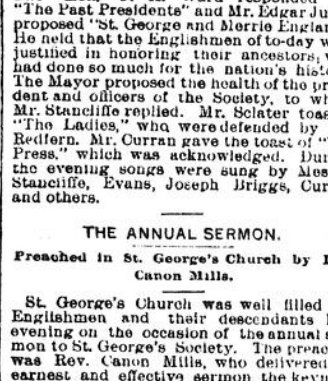 "The Past Presidents" and Mr. Edgar Ju
proposed "St. George and Merrie Englan
He held that the Englishmen of to-day w
justified in honoring their ancestors,
had done so much for the nation's hist
The Mayor proposed the health of the pr
dent and officers of the Society, to wh
Mr. Stancliffe replied. Mr. Sclater toas
"The Ladies," who were defended by
Redfern. Mr. Curran gave the toast of "
Press," which was acknowledged. Dur
the evening songs were sung by Mes
Stancliffe, Evans, Joseph Briggs, Cur
and others.
THE ANNUAL SERMON.
Preached in St. George's Church by
Canon Mills.
St. George's Church was well filled
Englishmen and their descendants
evening on the occasion of the annual s
mon to St. George's Society. The preac
was Rev. Canon Mills, who delivered
earnest and effective sermon the key